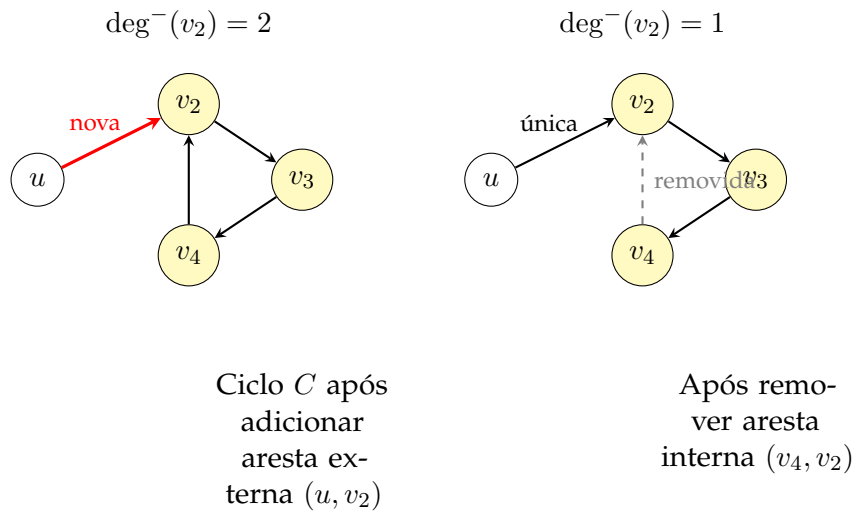 deg⁻(v₂) = 2
nova
v₂
u
v₃
v₄
Ciclo C após
adicionar
aresta ex-
terna (u, v₂)
deg⁻(v₂) = 1
única
v₂
u
removida
v₃
v₄
Após remo-
ver aresta
interna (v₄, v₂)